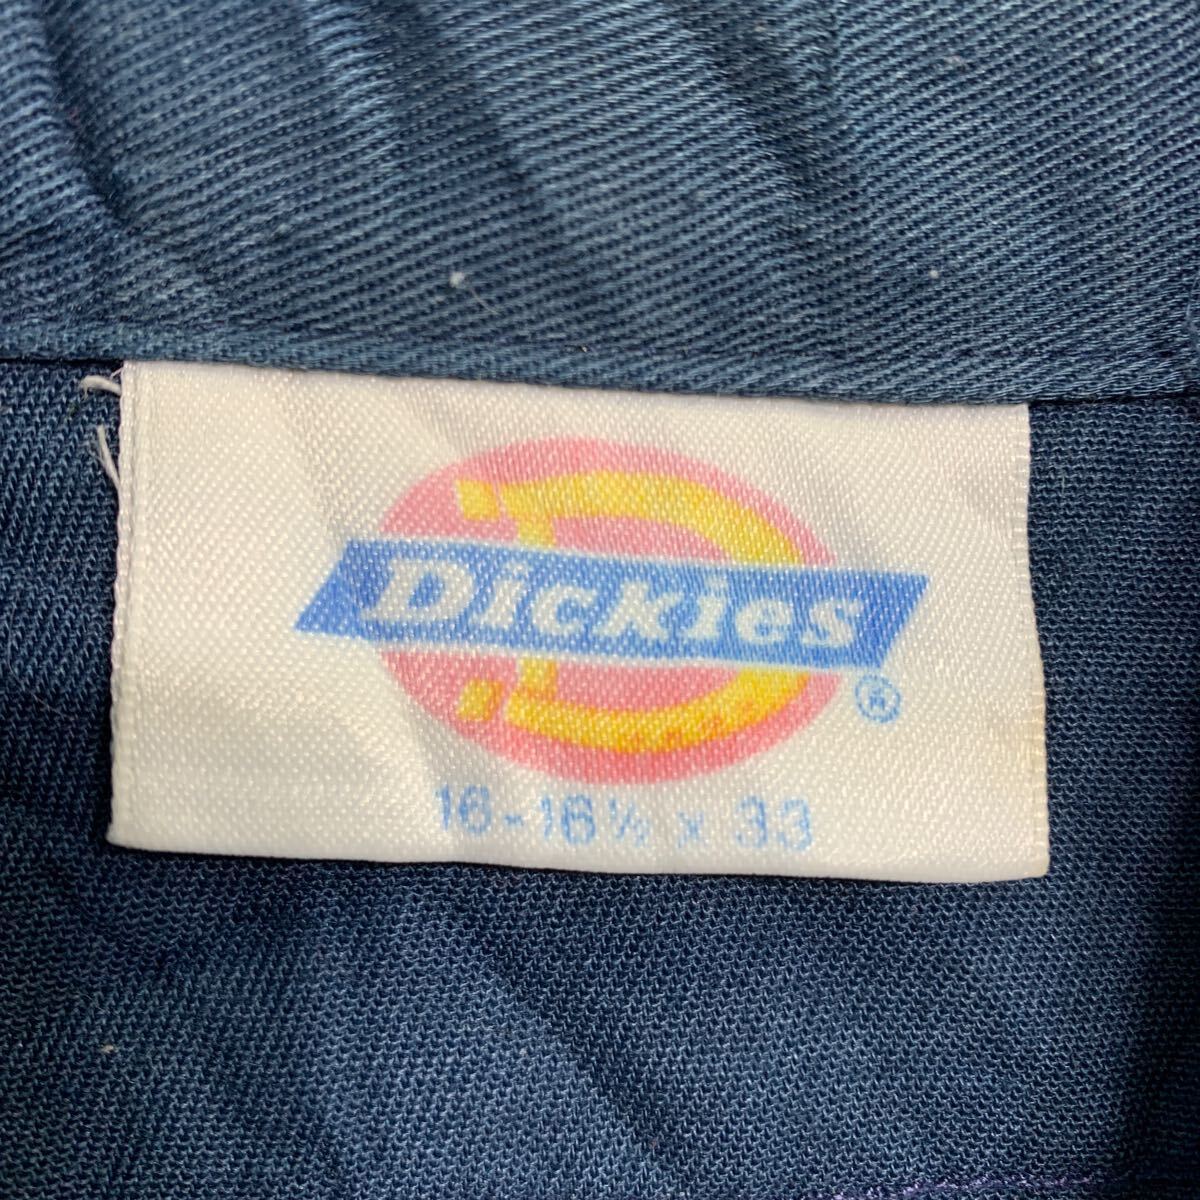 Dickies
®
16-16½ x 33